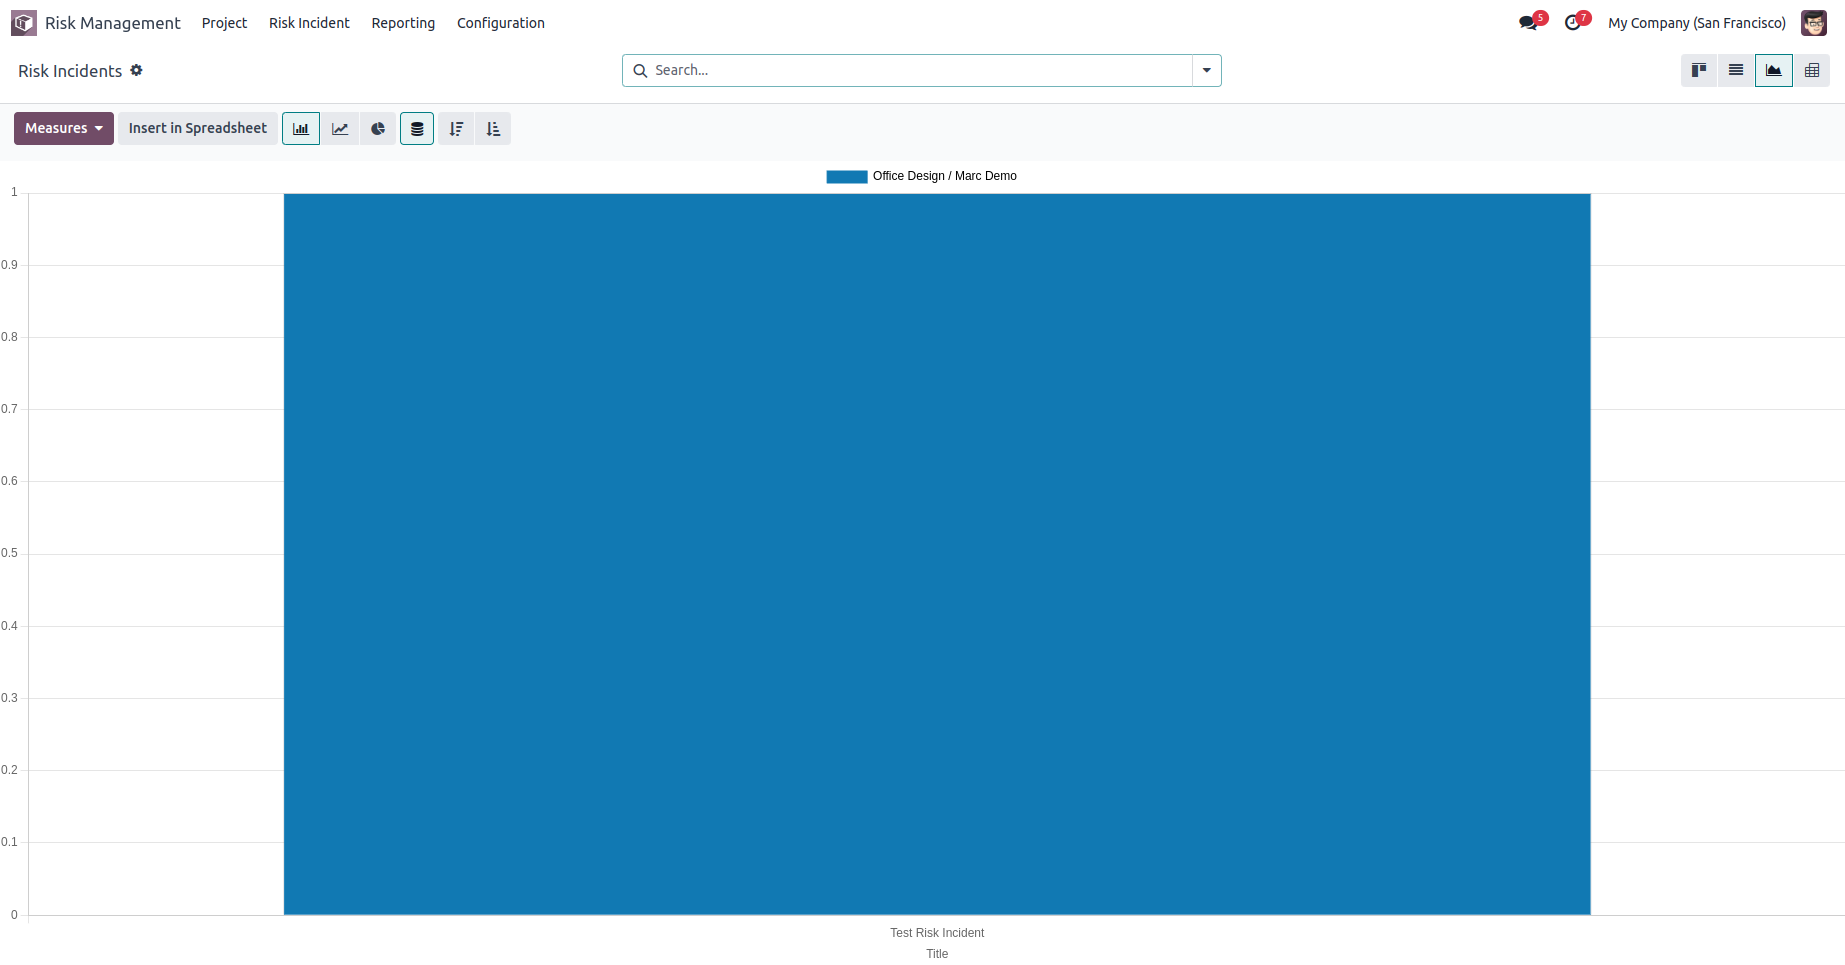 Risk Management Project Risk Incident Reporting Configuration 5 7 My Company (San Francisco)
Risk Incidents Search...
Measures Insert in Spreadsheet
Office Design / Marc Demo
1
0.9
0.8
0.7
0.6
0.5
0.4
0.3
0.2
0.1
0
Test Risk Incident
Title